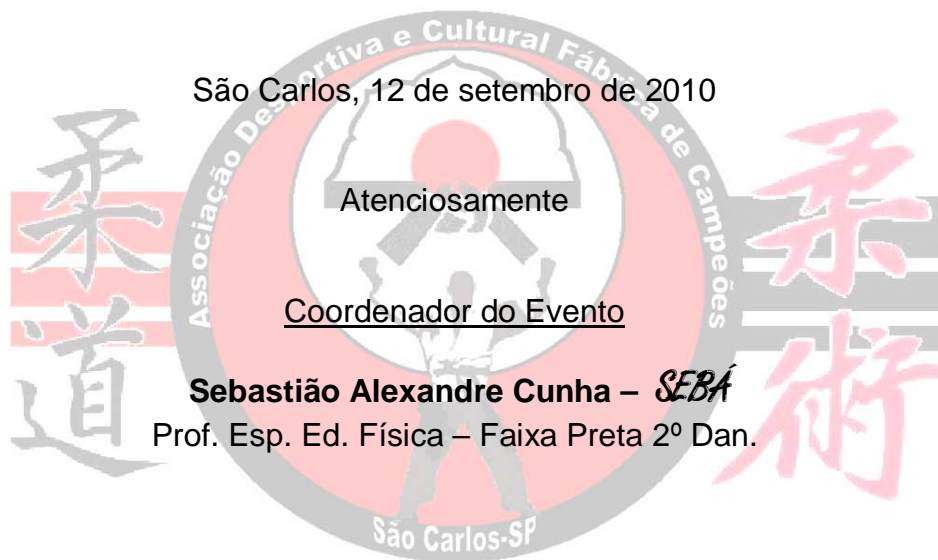 Associação Desportiva e Cultural Fábrica de Campeões
São Carlos, 12 de setembro de 2010
Atenciosamente
Coordenador do Evento
Sebastião Alexandre Cunha – SEBÁ
Prof. Esp. Ed. Física – Faixa Preta 2º Dan.
São Carlos-SP
柔道
柔術